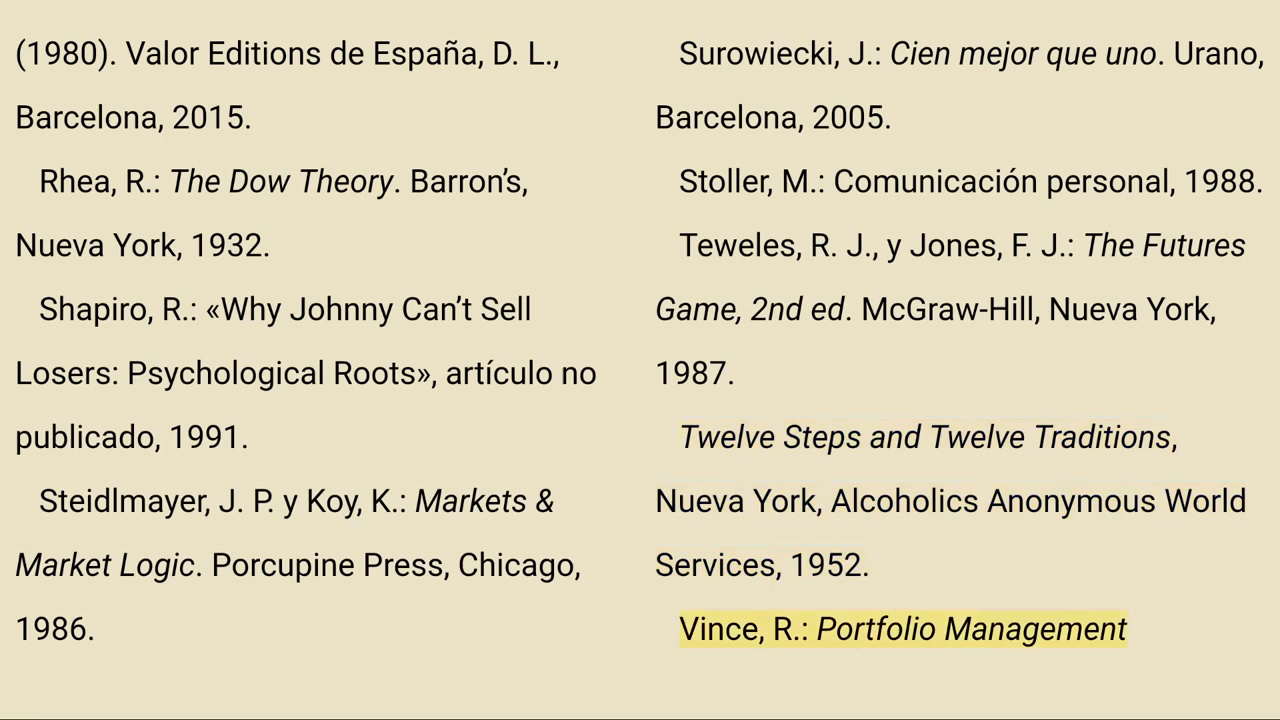 (1980). Valor Editions de España, D. L.,
Barcelona, 2015.
Rhea, R.: The Dow Theory. Barron’s,
Nueva York, 1932.
Shapiro, R.: «Why Johnny Can’t Sell
Losers: Psychological Roots», artículo no
publicado, 1991.
Steidlmayer, J. P. y Koy, K.: Markets &
Market Logic. Porcupine Press, Chicago,
1986.
Surowiecki, J.: Cien mejor que uno. Urano,
Barcelona, 2005.
Stoller, M.: Comunicación personal, 1988.
Teweles, R. J., y Jones, F. J.: The Futures
Game, 2nd ed. McGraw-Hill, Nueva York,
1987.
Twelve Steps and Twelve Traditions,
Nueva York, Alcoholics Anonymous World
Services, 1952.
Vince, R.: Portfolio Management